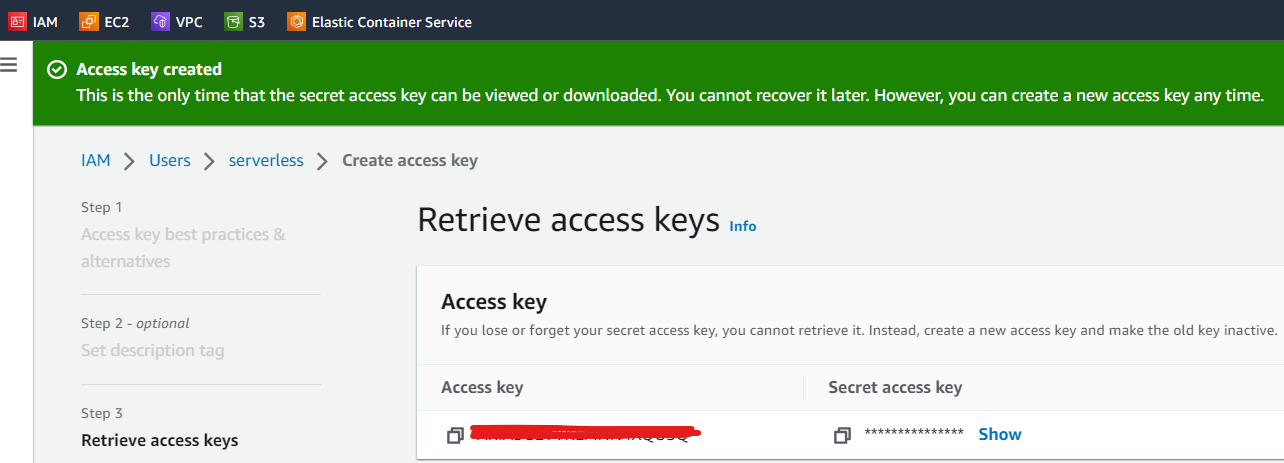 IAM EC2 VPC S3 Elastic Container Service
Access key created
This is the only time that the secret access key can be viewed or downloaded. You cannot recover it later. However, you can create a new access key any time.
IAM Users serverless Create access key
Step 1
Access key best practices &
alternatives
Step 2 - optional
Set description tag
Step 3
Retrieve access keys
Retrieve access keys Info
Access key
If you lose or forget your secret access key, you cannot retrieve it. Instead, create a new access key and make the old key inactive.
Access key Secret access key
*************** Show